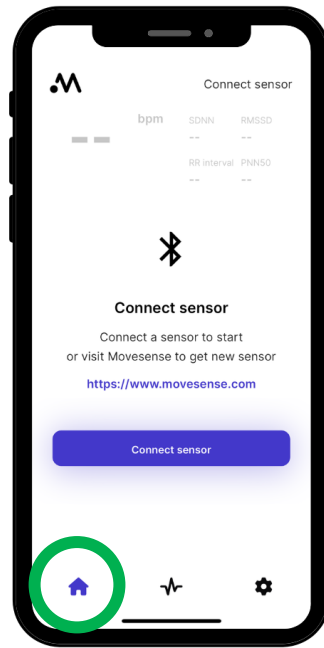 Connect sensor
-- bpm SDNN RMSSD
-- --
RR interval PNN50
-- --
Connect sensor
Connect a sensor to start
or visit Movesense to get new sensor
https://www.movesense.com
Connect sensor